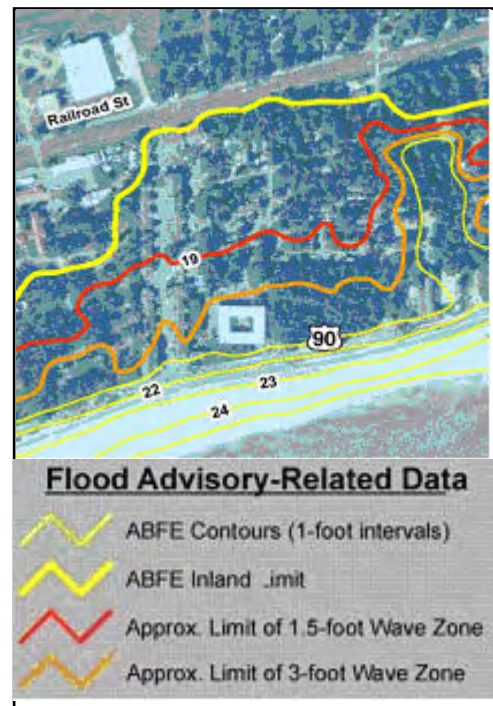 Railroad St
19
90
22
23
24
Flood Advisory-Related Data
ABFE Contours (1-foot intervals)
ABFE Inland .imit
Approx. Limit of 1.5-foot Wave Zone
Approx. Limit of 3-foot Wave Zone